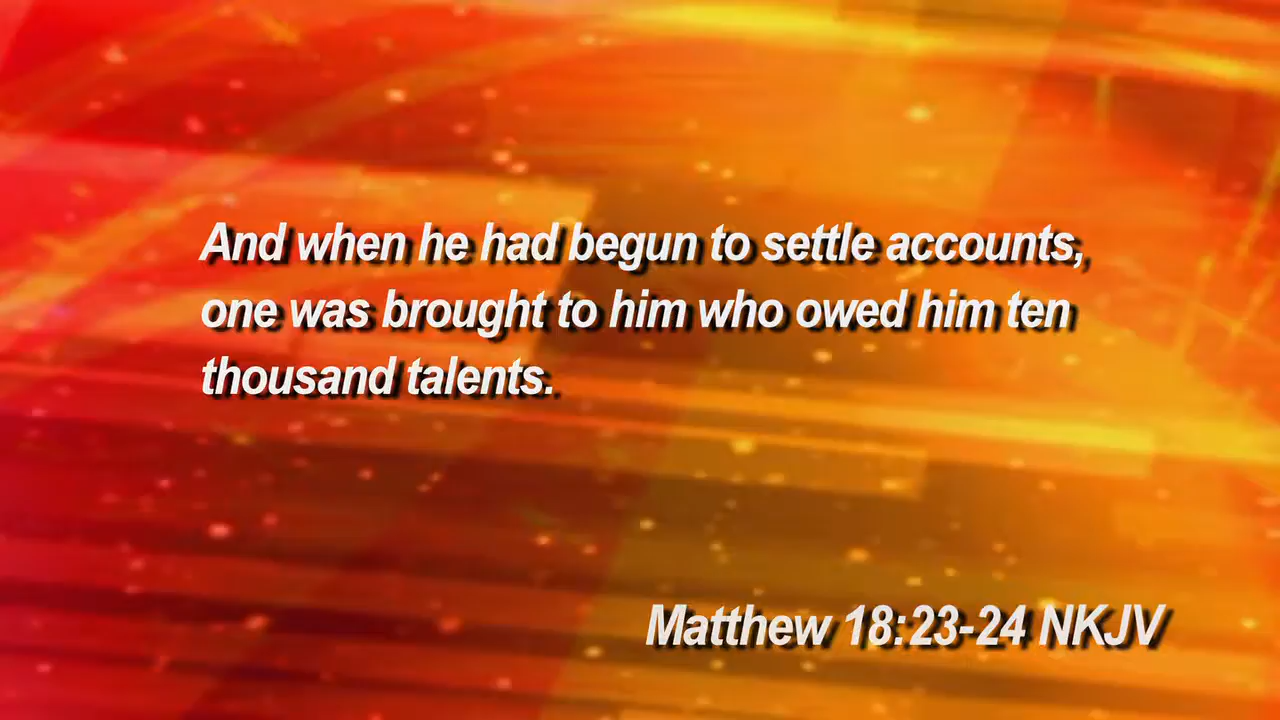 And when he had begun to settle accounts,
one was brought to him who owed him ten
thousand talents.
Matthew 18:23-24 NKJV